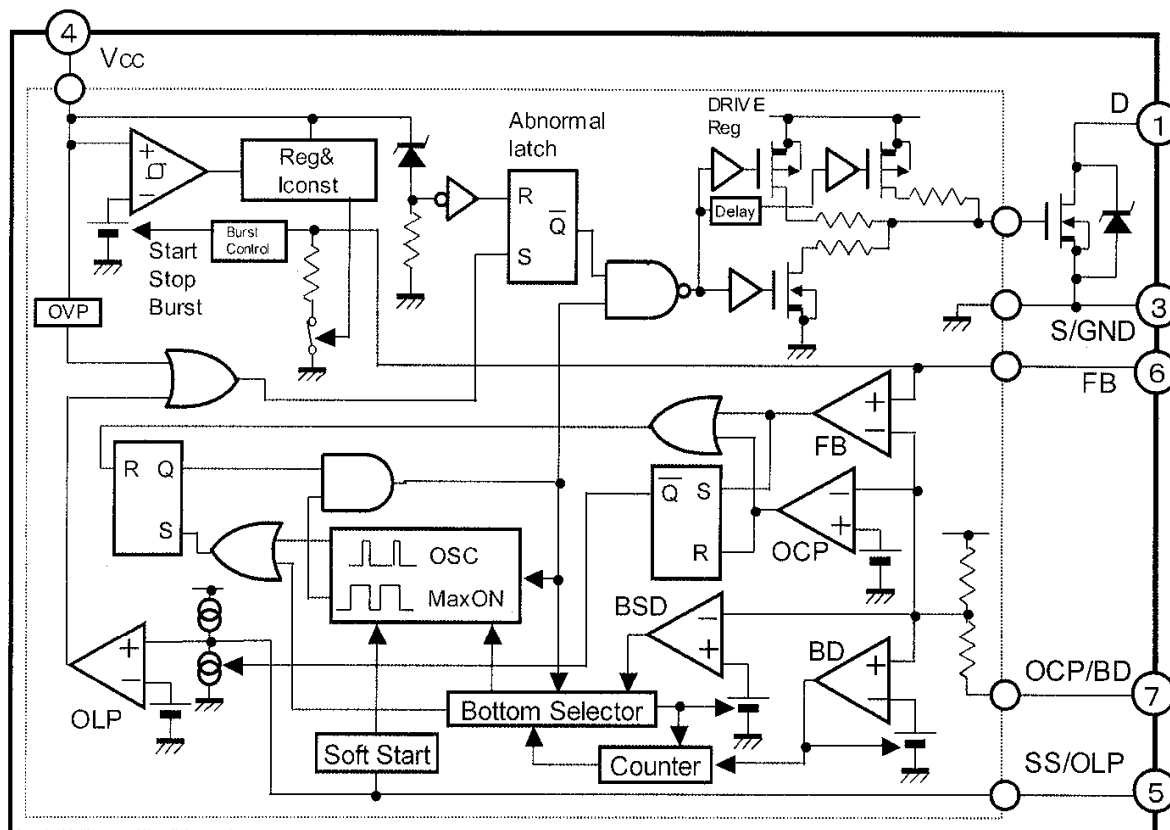 4
VCC
D
1
DRIVE
Reg
Abnormal
latch
+
−
Reg&
Iconst
R
S
Q
Delay
Burst
Control
Start
Stop
Burst
OVP
3
S/GND
6
FB
+
−
FB
R
Q
S
Q
S
R
−
+
OCP
OSC
MaxON
BSD
−
+
BD
+
−
+
−
OLP
OCP/BD
7
Bottom Selector
Soft Start
Counter
SS/OLP
5